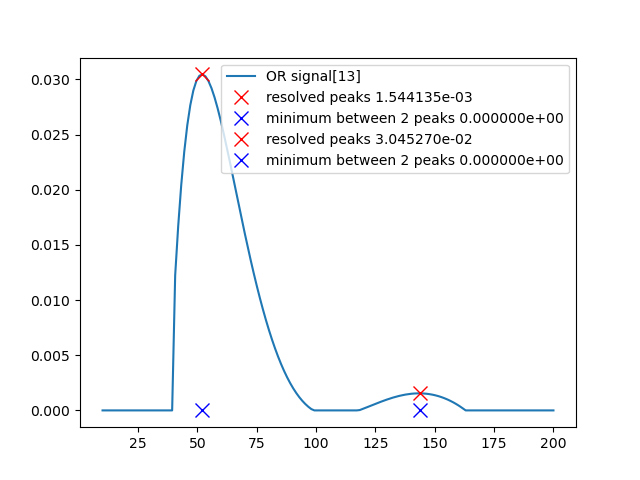 OR signal[13]
resolved peaks 1.544135e-03
minimum between 2 peaks 0.000000e+00
resolved peaks 3.045270e-02
minimum between 2 peaks 0.000000e+00
0.030
0.025
0.020
0.015
0.010
0.005
0.000
25 50 75 100 125 150 175 200